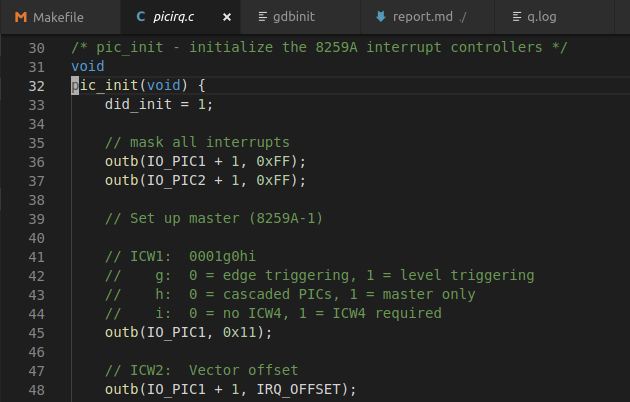 M Makefile C picirq.c × gdbinit report.md ./ q.log
30 /* pic_init - initialize the 8259A interrupt controllers */
31 void
32 pic_init(void) {
33     did_init = 1;
34
35     // mask all interrupts
36     outb(IO_PIC1 + 1, 0xFF);
37     outb(IO_PIC2 + 1, 0xFF);
38
39     // Set up master (8259A-1)
40
41     // ICW1:  0001g0hi
42     //    g:  0 = edge triggering, 1 = level triggering
43     //    h:  0 = cascaded PICs, 1 = master only
44     //    i:  0 = no ICW4, 1 = ICW4 required
45     outb(IO_PIC1, 0x11);
46
47     // ICW2:  Vector offset
48     outb(IO_PIC1 + 1, IRQ_OFFSET);